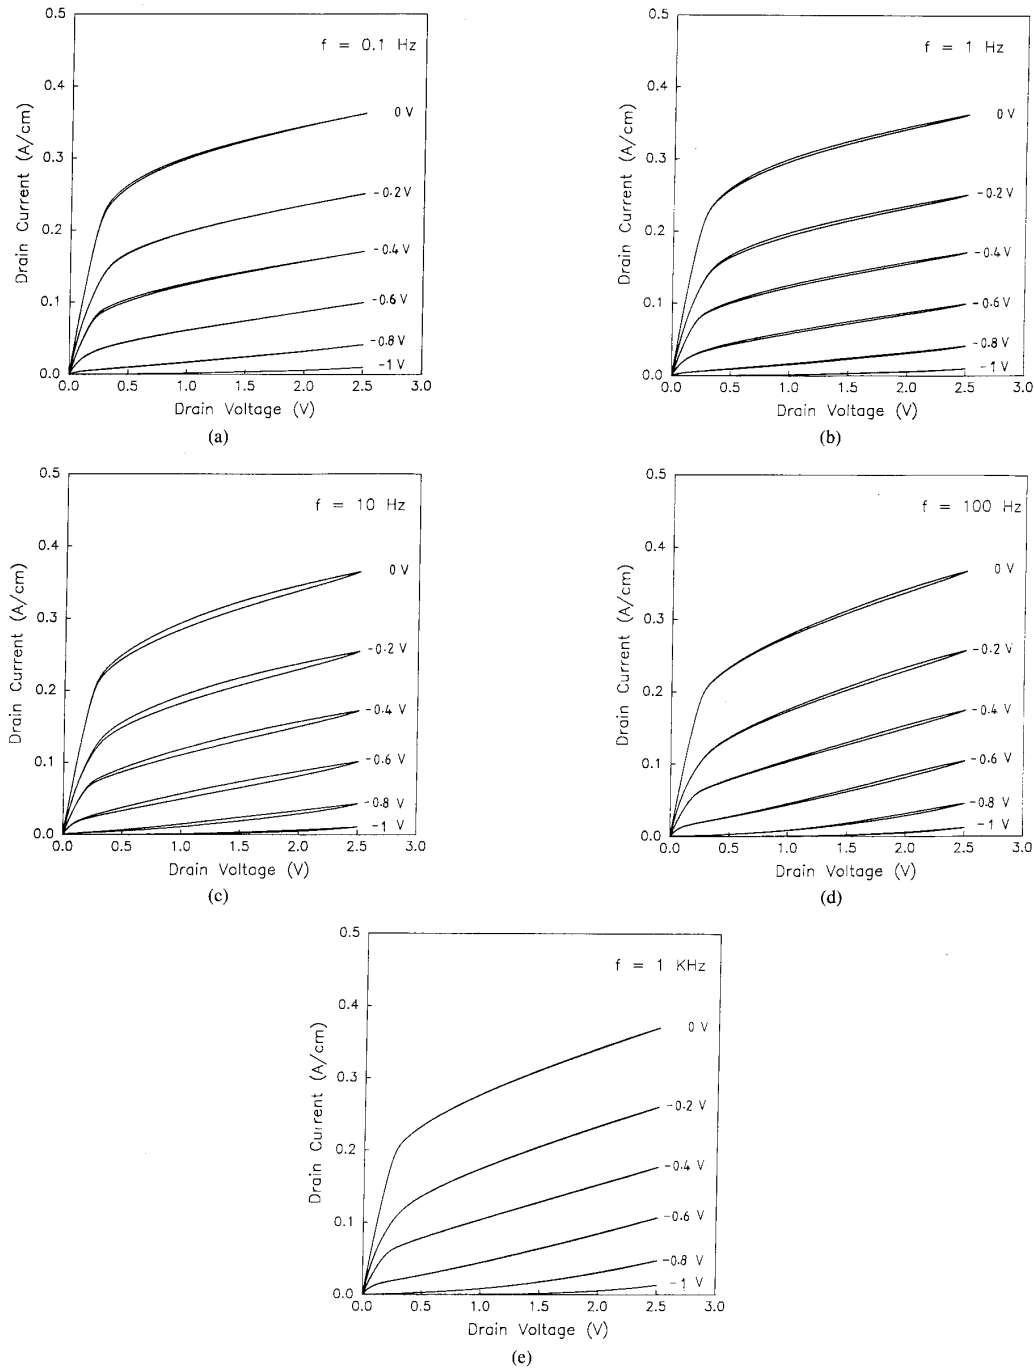 0.5
f = 0.1 Hz
0.4
0 V
0.3
-0.2 V
0.2
-0.4 V
0.1
-0.6 V
-0.8 V
-1 V
0.0
0.0 0.5 1.0 1.5 2.0 2.5 3.0
Drain Current (A/cm)
Drain Voltage (V)
(a)
0.5
f = 1 Hz
0.4
0 V
0.3
-0.2 V
0.2
-0.4 V
0.1
-0.6 V
-0.8 V
-1 V
0.0
0.0 0.5 1.0 1.5 2.0 2.5 3.0
Drain Current (A/cm)
Drain Voltage (V)
(b)
0.5
f = 10 Hz
0.4
0 V
0.3
-0.2 V
0.2
-0.4 V
0.1
-0.6 V
-0.8 V
-1 V
0.0
0.0 0.5 1.0 1.5 2.0 2.5 3.0
Drain Current (A/cm)
Drain Voltage (V)
(c)
0.5
f = 100 Hz
0.4
0 V
0.3
-0.2 V
0.2
-0.4 V
0.1
-0.6 V
-0.8 V
-1 V
0.0
0.0 0.5 1.0 1.5 2.0 2.5 3.0
Drain Current (A/cm)
Drain Voltage (V)
(d)
0.5
f = 1 KHz
0.4
0 V
0.3
-0.2 V
0.2
-0.4 V
0.1
-0.6 V
-0.8 V
-1 V
0.0
0.0 0.5 1.0 1.5 2.0 2.5 3.0
Drain Current (A/cm)
Drain Voltage (V)
(e)